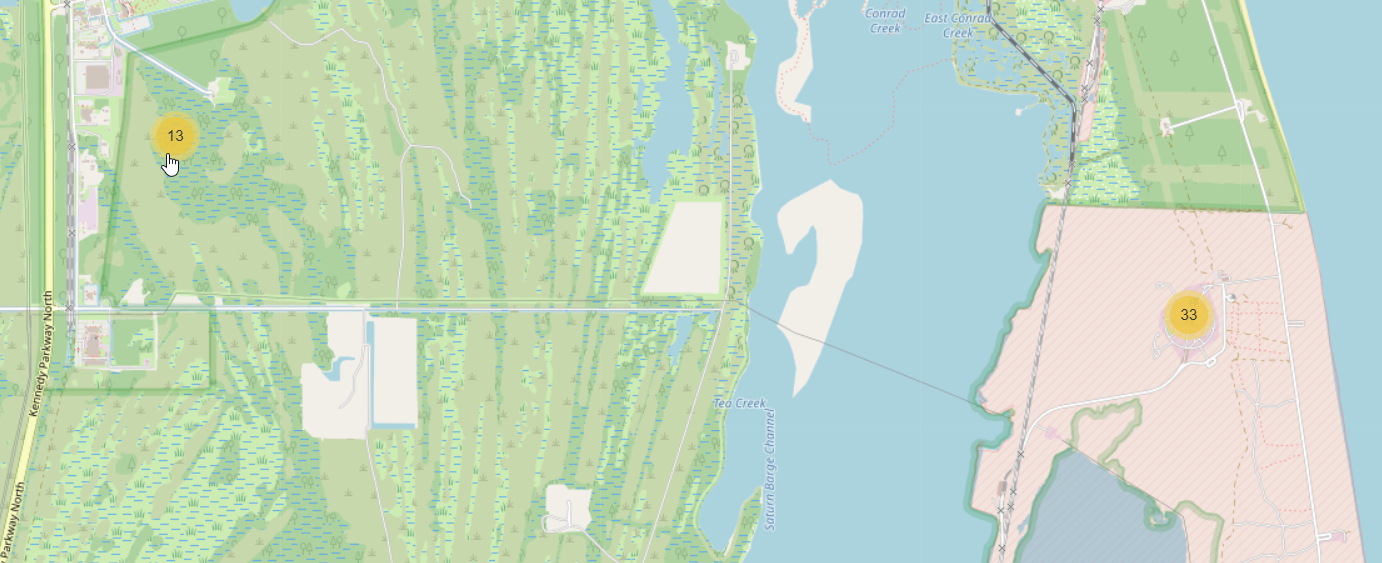 Conrad
Creek
East Conrad
Creek
13
33
Kennedy Parkway North
Tea Creek
Saturn Barge Channel
Parkway North